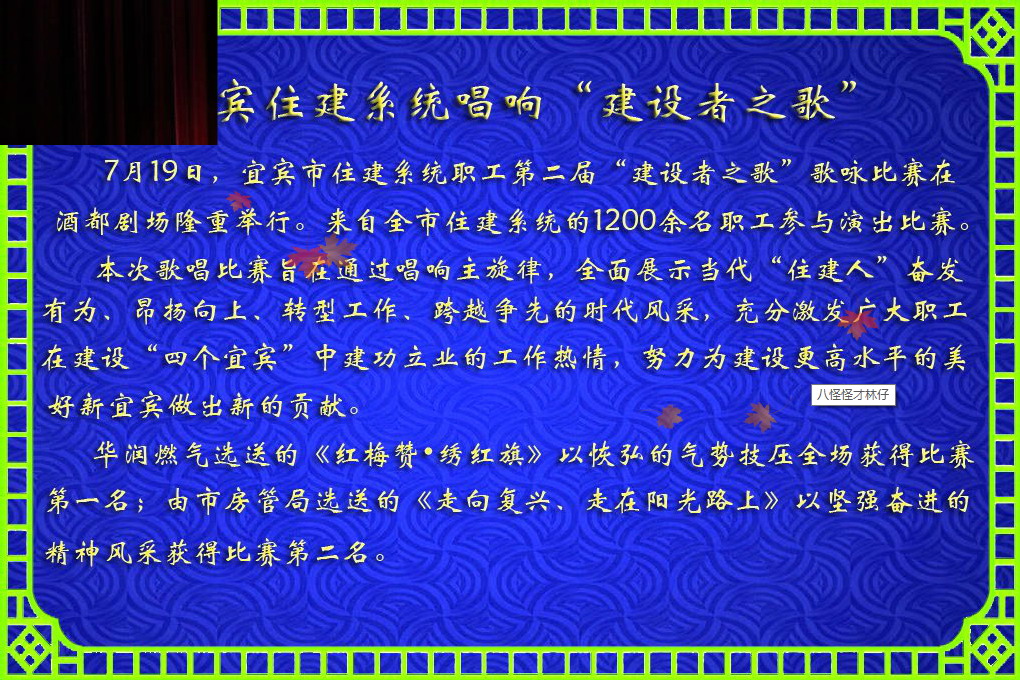 宾住建系统唱响“建设者之歌”
7月19日，宜宾市住建系统职工第二届“建设者之歌”歌咏比赛在
酒都剧场隆重举行。来自全市住建系统的1200余名职工参与演出比赛。
本次歌唱比赛旨在通过唱响主旋律，全面展示当代“住建人”奋发
有为、昂扬向上、转型工作、跨越争先的时代风采，充分激发广大职工
在建设“四个宜宾”中建功立业的工作热情，努力为建设更高水平的美
八怪怪才林仔
好新宜宾做出新的贡献。
华润燃气选送的《红梅赞•绣红旗》以恢弘的气势技压全场获得比赛
第一名；由市房管局选送的《走向复兴、走在阳光路上》以坚强奋进的
精神风采获得比赛第二名。